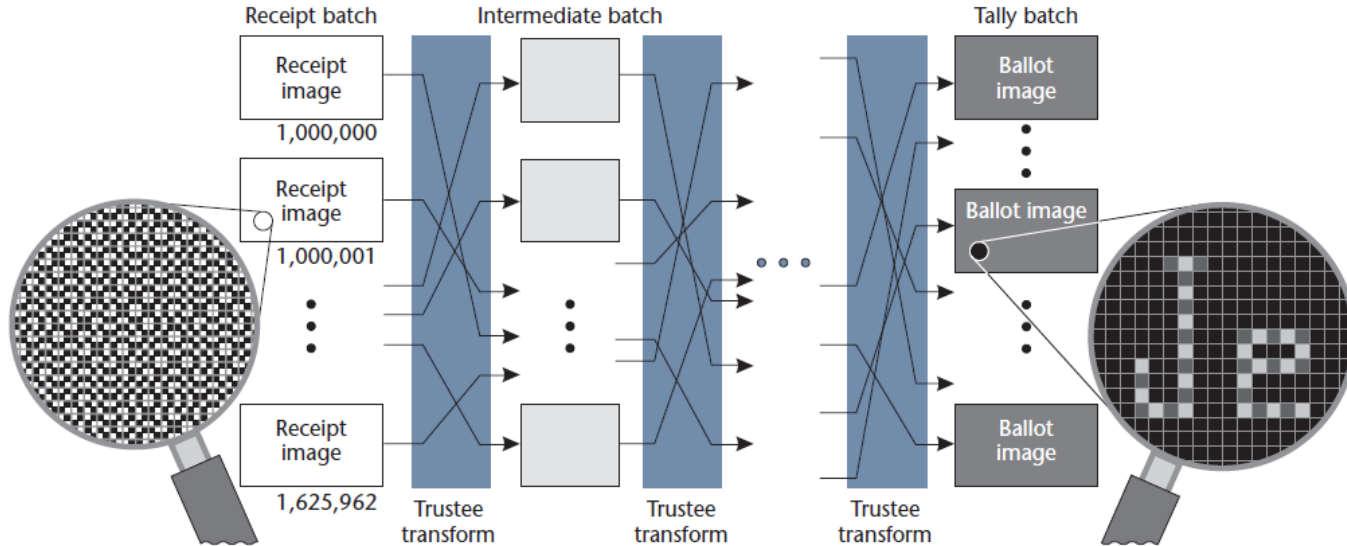 Receipt batch
Intermediate batch
Tally batch
Receipt
image
1,000,000
Receipt
image
1,000,001
Receipt
image
1,625,962
Trustee
transform
Trustee
transform
Trustee
transform
Ballot
image
Ballot image
Ballot
image
Je